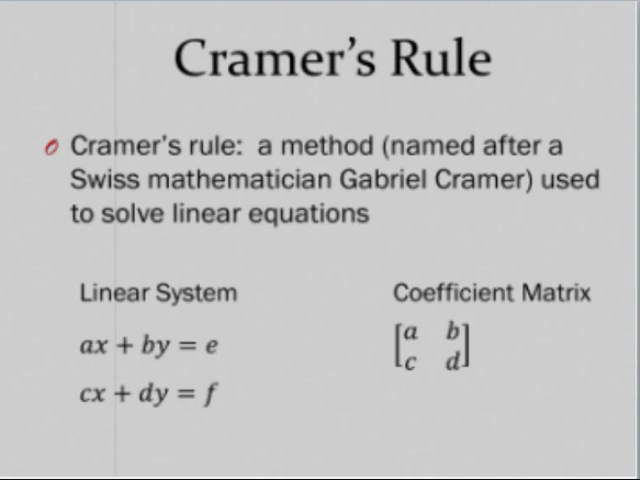 Cramer's Rule
Cramer's rule: a method (named after a
Swiss mathematician Gabriel Cramer) used
to solve linear equations
Linear System
Coefficient Matrix
ax + by = e
[a b
c d]
cx + dy = f